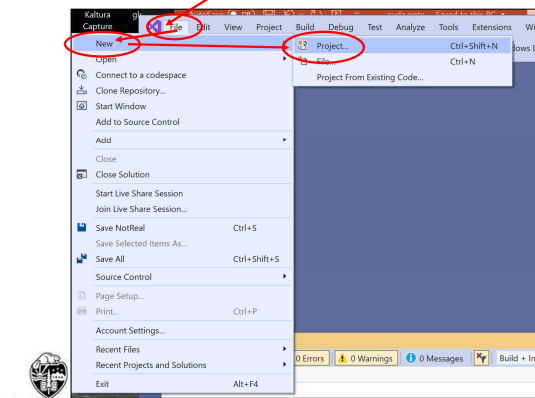 Kaltura
Capture
File Edit View Project Build Debug Test Analyze Tools Extensions Wi
New
Project... Ctrl+Shift+N
Open
File... Ctrl+N
Connect to a codespace
Project From Existing Code...
Clone Repository...
Start Window
Add to Source Control
Add
Close
Close Solution
Start Live Share Session
Join Live Share Session...
Save NotReal Ctrl+S
Save Selected Items As...
Save All Ctrl+Shift+S
Source Control
Page Setup...
Print... Ctrl+P
Account Settings...
Recent Files
0 Errors 0 Warnings 0 Messages Build + In
Recent Projects and Solutions
Exit Alt+F4